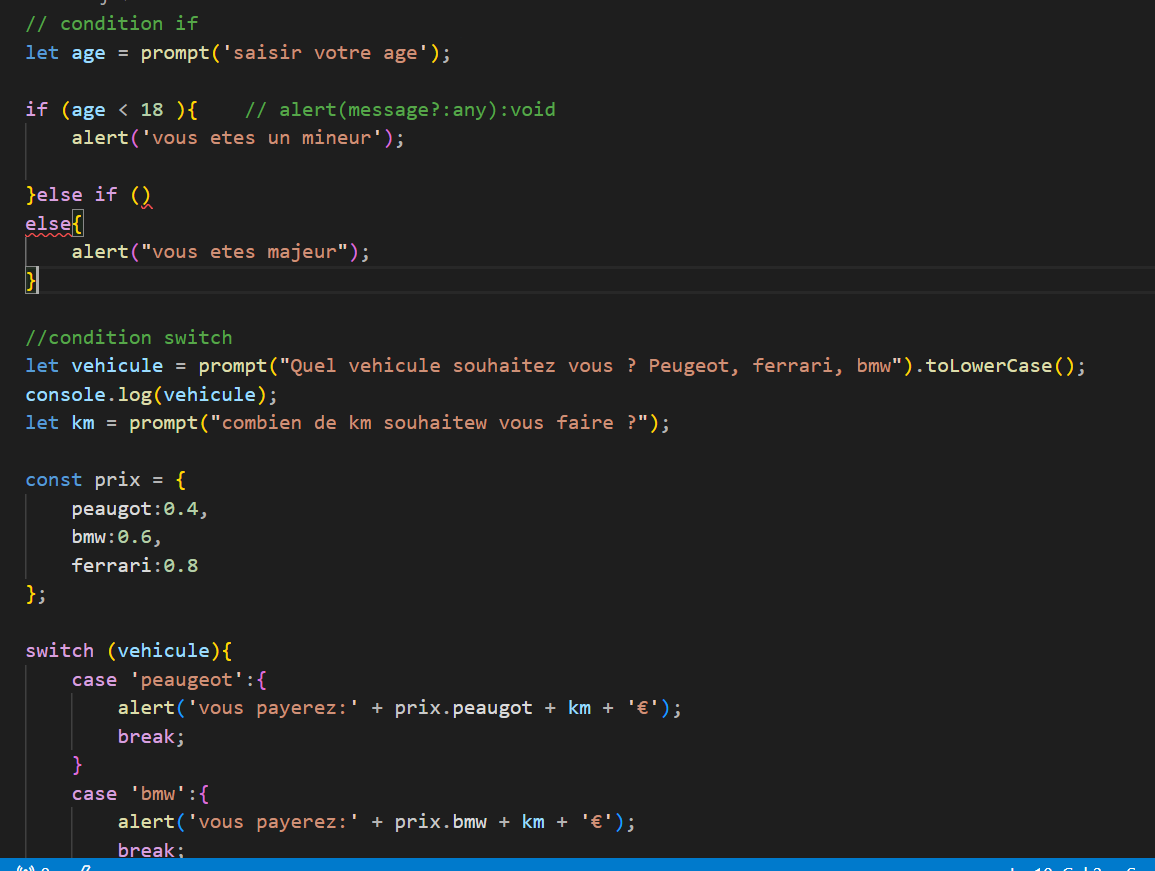 // condition if
let age = prompt('saisir votre age');
if (age < 18 ){    // alert(message?:any):void
    alert('vous etes un mineur');
}else if ()
else{
    alert("vous etes majeur");
}
//condition switch
let vehicule = prompt("Quel vehicule souhaitez vous ? Peugeot, ferrari, bmw").toLowerCase();
console.log(vehicule);
let km = prompt("combien de km souhaitew vous faire ?");
const prix = {
    peaugot:0.4,
    bmw:0.6,
    ferrari:0.8
};
switch (vehicule){
    case 'peaugeot':{
        alert('vous payerez:' + prix.peaugot + km + '€');
        break;
    }
    case 'bmw':{
        alert('vous payerez:' + prix.bmw + km + '€');
        break;